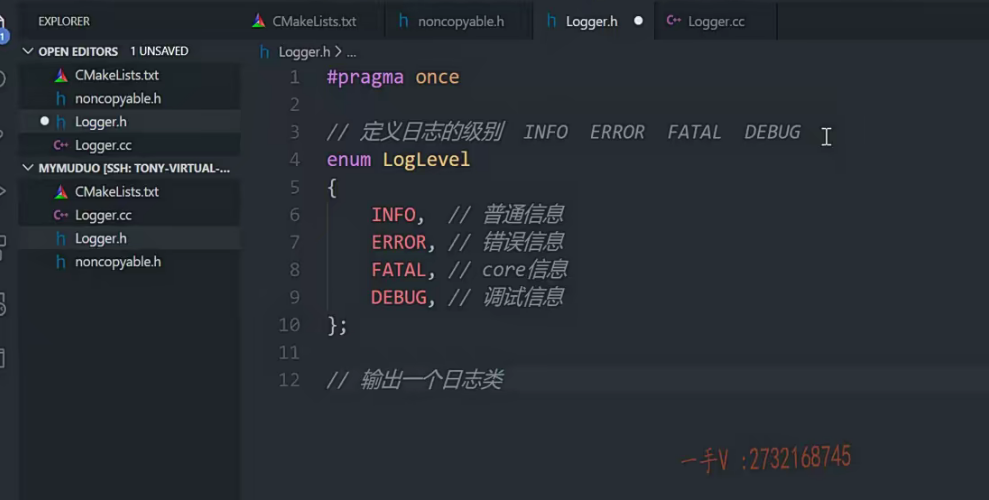 EXPLORER
OPEN EDITORS 1 UNSAVED
CMakeLists.txt
noncopyable.h
Logger.h
C++ Logger.cc
MYMUDUO [SSH: TONY-VIRTUAL-...
CMakeLists.txt
C++ Logger.cc
h Logger.h
h noncopyable.h
CMakeLists.txt h noncopyable.h h Logger.h C++ Logger.cc
h Logger.h > ...
1 #pragma once
2
3 // 定义日志的级别 INFO ERROR FATAL DEBUG
4 enum LogLevel
5 {
6 INFO, // 普通信息
7 ERROR, // 错误信息
8 FATAL, // core信息
9 DEBUG, // 调试信息
10 };
11
12 // 输出一个日志类
一手V :2732168745